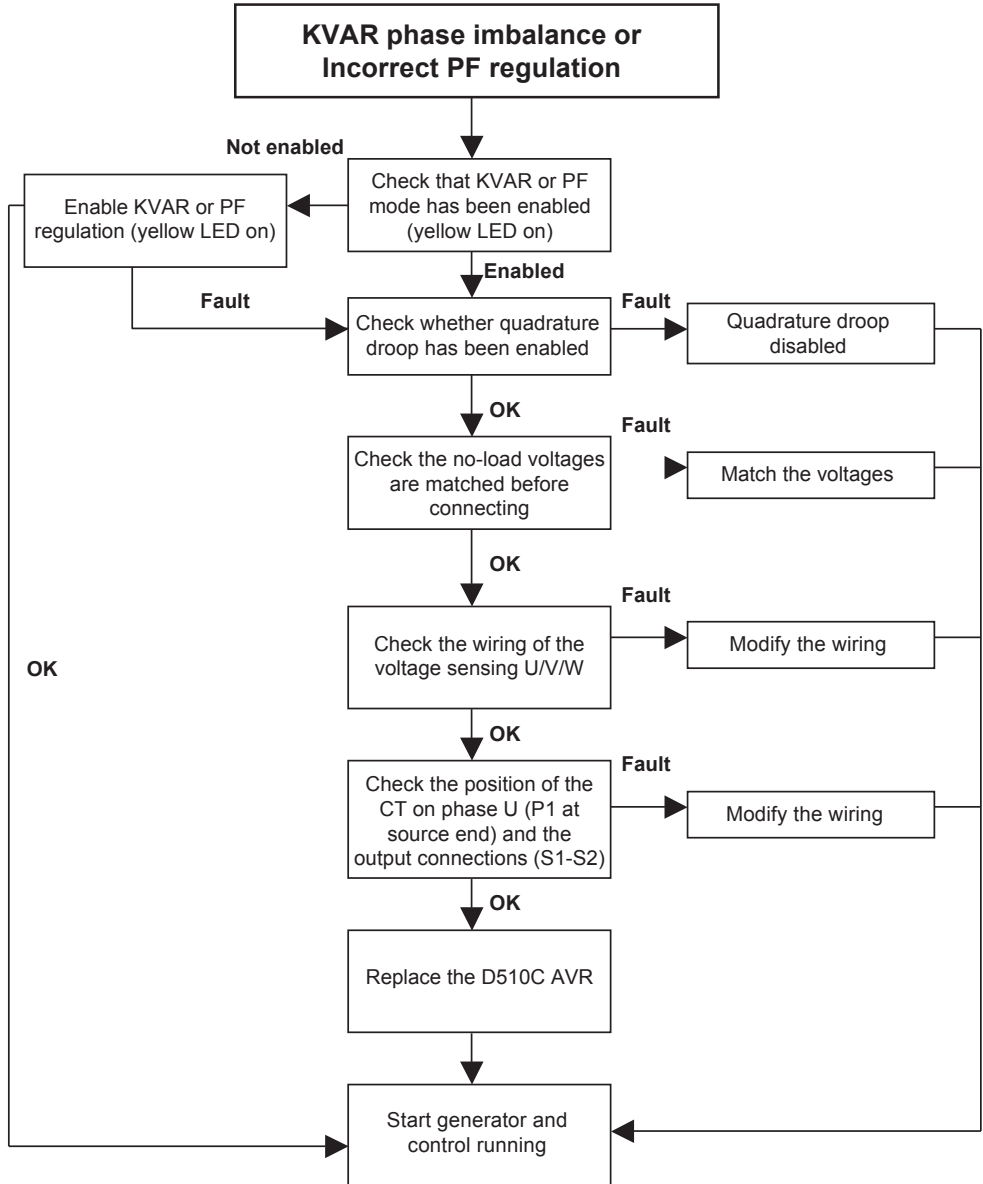 KVAR phase imbalance or
Incorrect PF regulation
Not enabled
Check that KVAR or PF
mode has been enabled
(yellow LED on)
Enable KVAR or PF
regulation (yellow LED on)
Enabled
Fault
Check whether quadrature
droop has been enabled
Fault
Quadrature droop
disabled
OK
Check the no-load voltages
are matched before
connecting
Fault
Match the voltages
OK
Check the wiring of the
voltage sensing U/V/W
Fault
Modify the wiring
OK
OK
Check the position of the
CT on phase U (P1 at
source end) and the
output connections (S1-S2)
Fault
Modify the wiring
OK
Replace the D510C AVR
Start generator and
control running